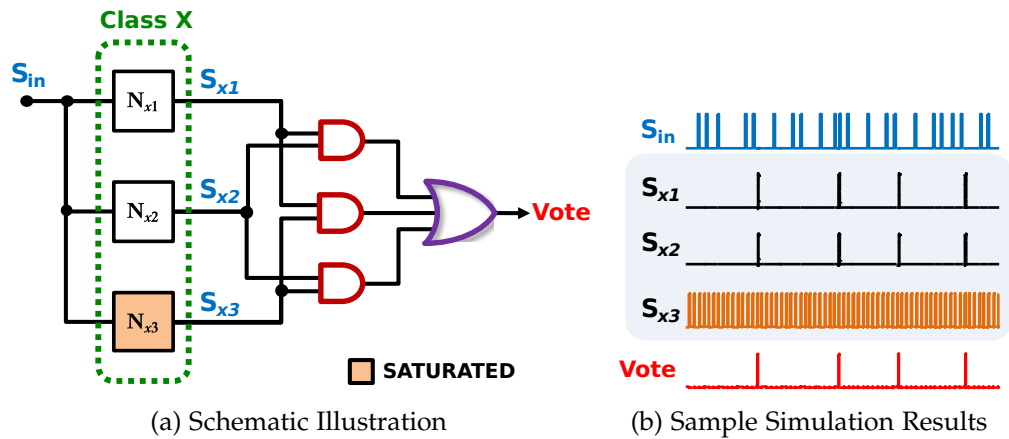 Class X
S_in
N_x1
S_x1
N_x2
S_x2
Vote
N_x3
S_x3
SATURATED
(a) Schematic Illustration
S_in
S_x1
S_x2
S_x3
Vote
(b) Sample Simulation Results